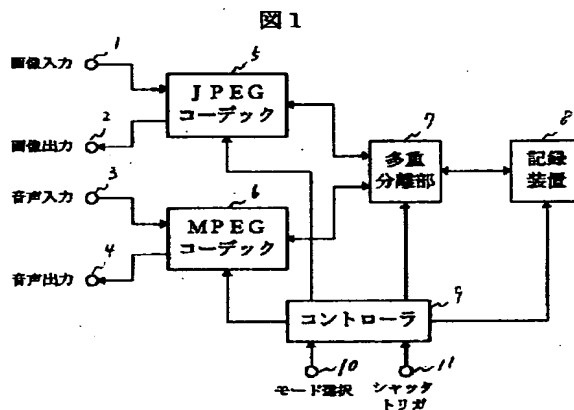 図1
画像入力
1
5
JPEG
コーデック
画像出力
2
7
多重
分離部
8
記録
装置
音声入力
3
6
MPEG
コーデック
音声出力
4
9
コントローラ
10
モード選択
11
シャッタ
トリガ